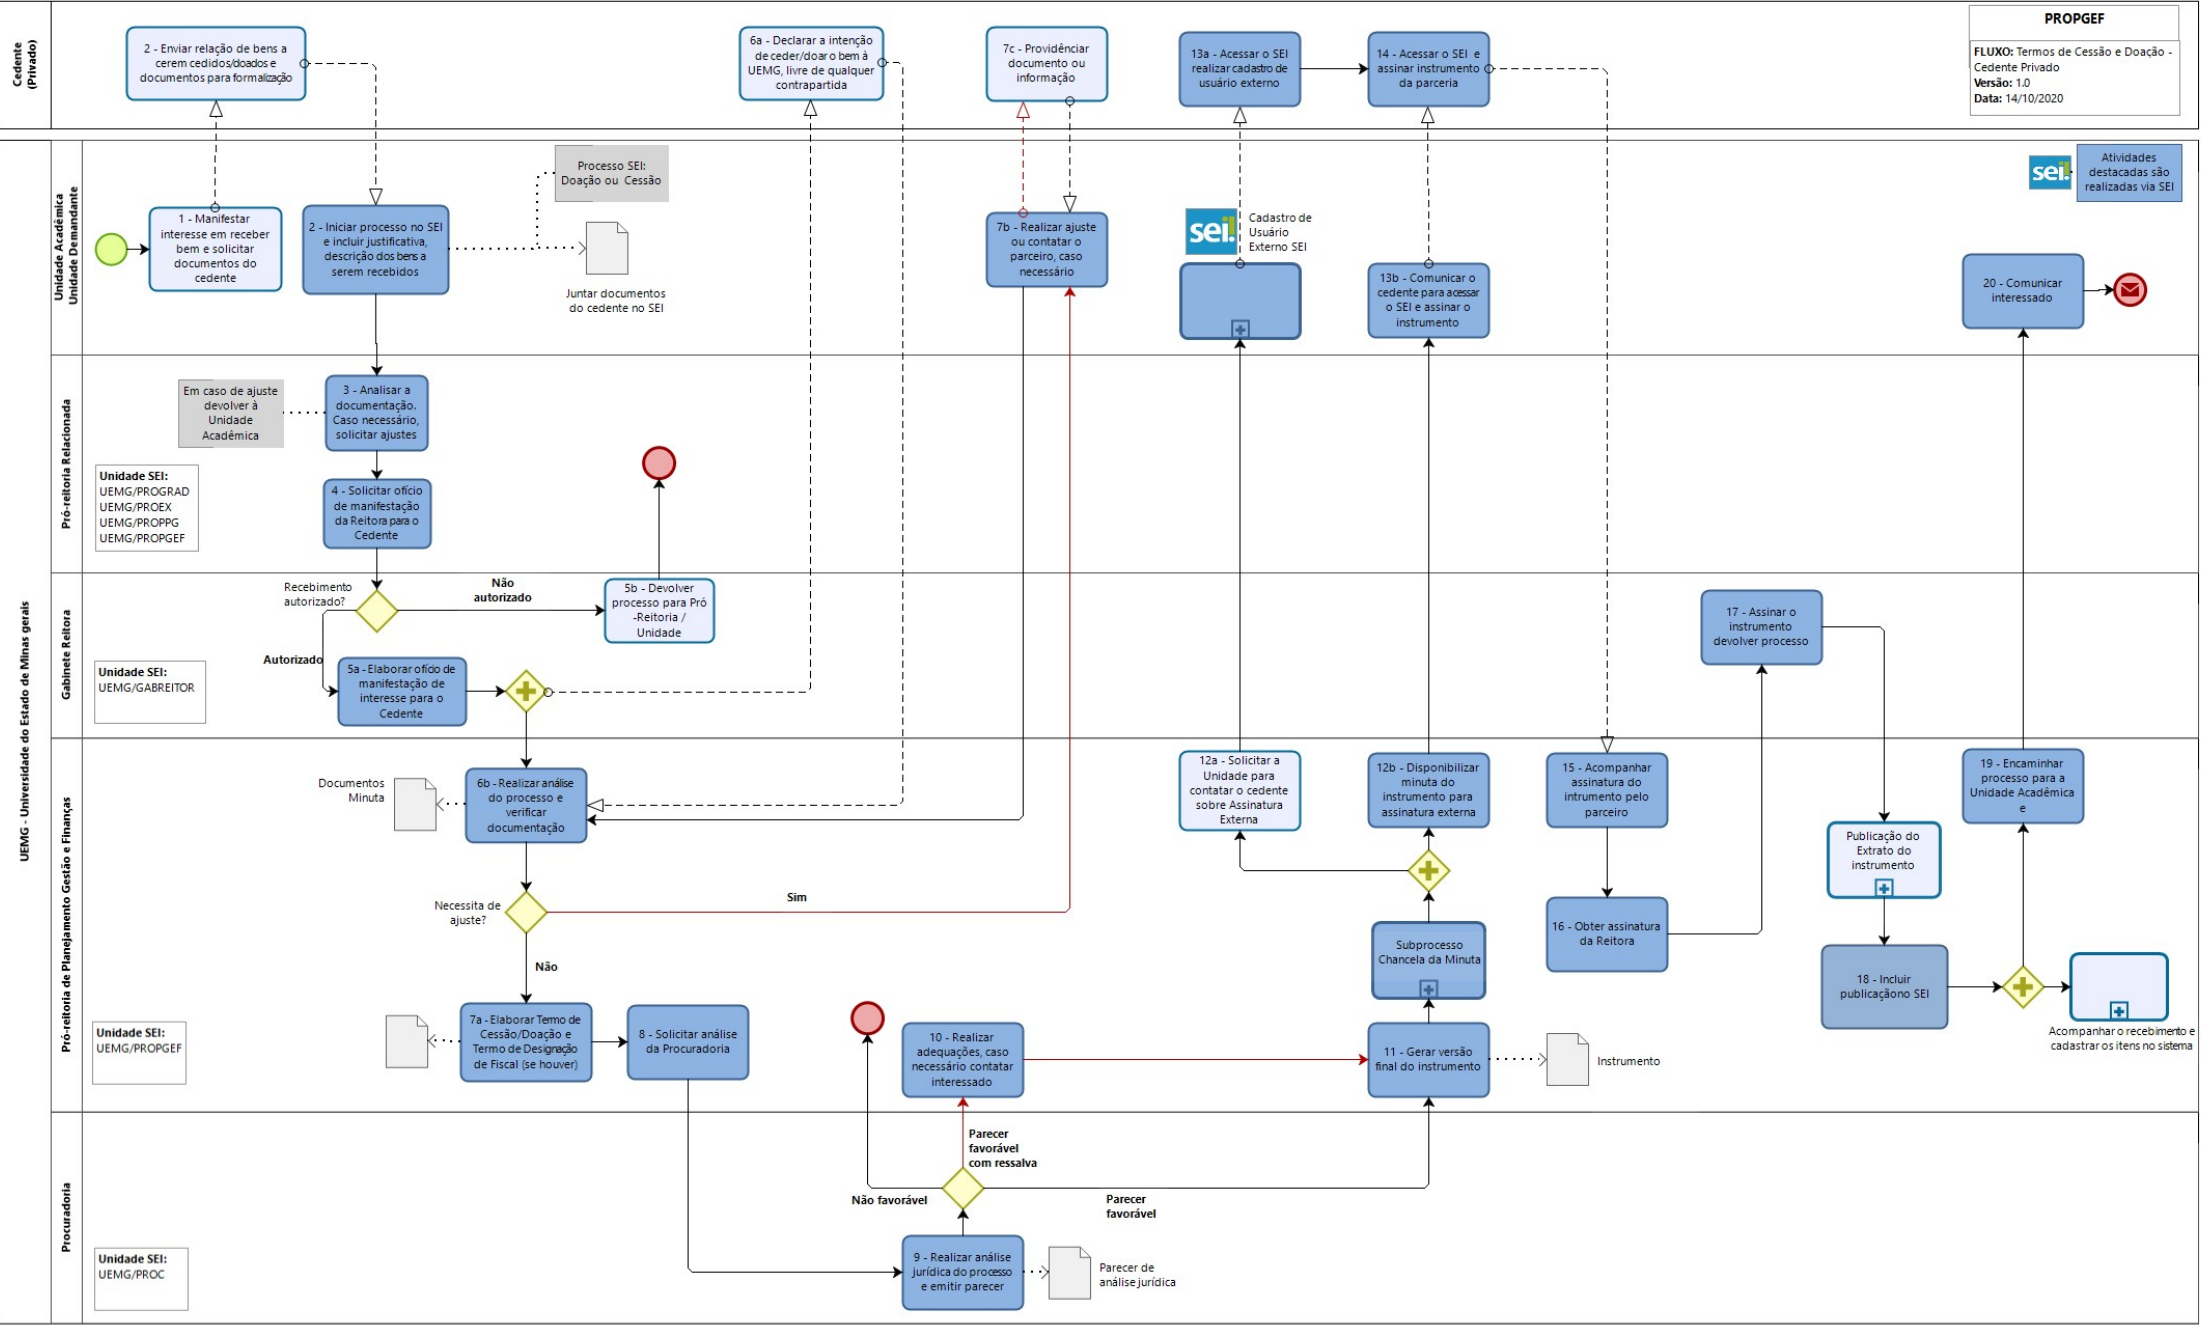 PROPGEF
FLUXO: Termos de Cessão e Doação -
Cedente Privado
Versão: 1.0
Data: 14/10/2020
Cedente
(Privado)
2 - Enviar relação de bens a
cerem cedidos/doados e
documentos para formalização
6a - Declarar a intenção
de ceder/doar o bem à
UEMG, livre de qualquer
contrapartida
7c - Providênciar
documento ou
informação
13a - Acessar o SEI
realizar cadastro de
usuário externo
14 - Acessar o SEI e
assinar instrumento
da parceria
UEMG - Universidade do Estado de Minas gerais
Unidade Acadêmica
Unidade Demandante
1 - Manifestar
interesse em receber
bem e solicitar
documentos do
cedente
2 - Iniciar processo no SEI
e incluir justificativa,
descrição dos bens a
serem recebidos
Processo SEI:
Doação ou Cessão
Juntar documentos
do cedente no SEI
7b - Realizar ajuste
ou contatar o
parceiro, caso
necessário
sei!
Cadastro de
Usuário
Externo SEI
13b - Comunicar o
cedente para acessar
o SEI e assinar o
instrumento
sei!
Atividades
destacadas são
realizadas via SEI
20 - Comunicar
interessado
Pró-reitoria Relacionada
Em caso de ajuste
devolver à
Unidade
Acadêmica
3 - Analisar a
documentação.
Caso necessário,
solicitar ajustes
Unidade SEI:
UEMG/PROGRAD
UEMG/PROEX
UEMG/PROPPG
UEMG/PROPGEF
4 - Solicitar ofício
de manifestação
da Reitora para o
Cedente
Gabinete Reitora
Recebimento
autorizado?
Não
autorizado
5b - Devolver
processo para Pró
-Reitoria /
Unidade
Autorizado
Unidade SEI:
UEMG/GABREITOR
5a - Elaborar ofício de
manifestação de
interesse para o
Cedente
17 - Assinar o
instrumento
devolver processo
Pró-reitoria de Planejamento Gestão e Finanças
Documentos
Minuta
6b - Realizar análise
do processo e
verificar
documentação
12a - Solicitar a
Unidade para
contatar o cedente
sobre Assinatura
Externa
12b - Disponibilizar
minuta do
instrumento para
assinatura externa
15 - Acompanhar
assinatura do
intrumento pelo
parceiro
19 - Encaminhar
processo para a
Unidade Acadêmica
e
Publicação do
Extrato do
instrumento
Necessita de
ajuste?
Sim
Não
Subprocesso
Chancela da Minuta
16 - Obter assinatura
da Reitora
18 - Incluir
publicaçãono SEI
Acompanhar o recebimento e
cadastrar os itens no sistema
Unidade SEI:
UEMG/PROPGEF
7a - Elaborar Termo de
Cessão/Doação e
Termo de Designação
de Fiscal (se houver)
8 - Solicitar análise
da Procuradoria
10 - Realizar
adequações, caso
necessário contatar
interessado
11 - Gerar versão
final do instrumento
Instrumento
Procuradoria
Parecer
favorável
com ressalva
Não favorável
Parecer
favorável
Unidade SEI:
UEMG/PROC
9 - Realizar análise
jurídica do processo
e emitir parecer
Parecer de
análise jurídica